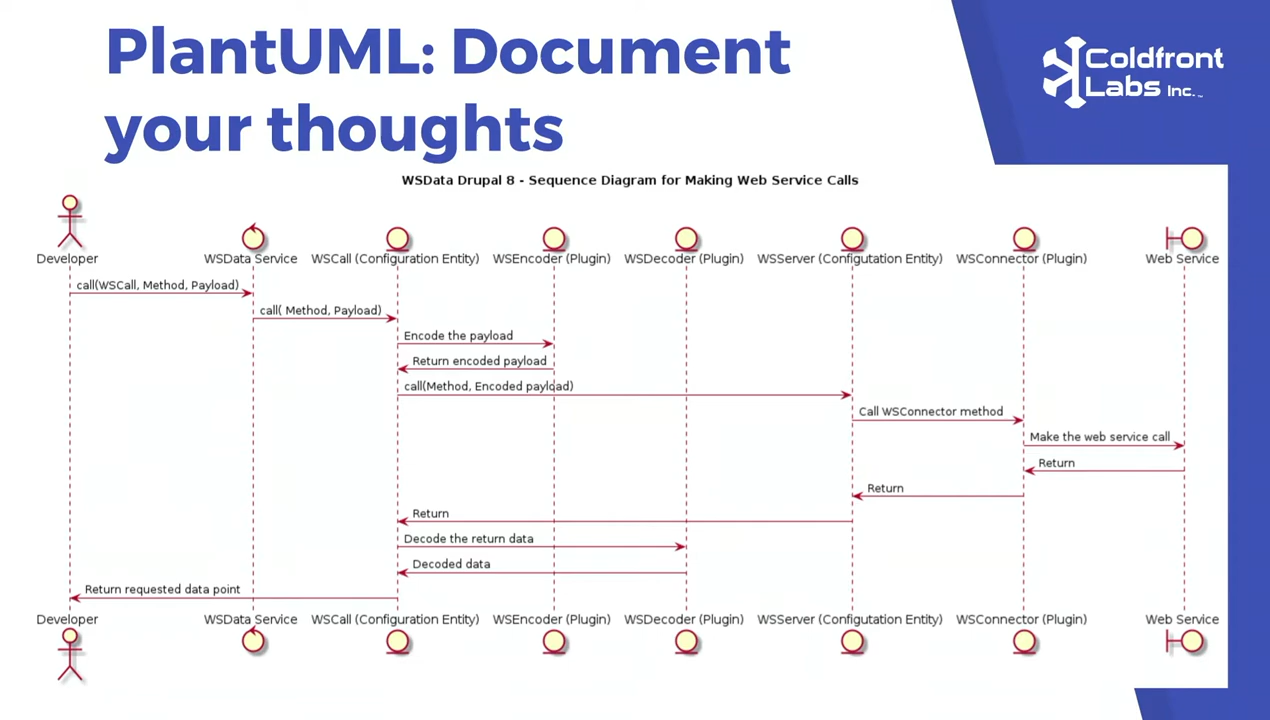 PlantUML: Document
your thoughts
Coldfront
Labs Inc.
WSData Drupal 8 - Sequence Diagram for Making Web Service Calls
Developer WSData Service WSCall (Configuration Entity) WSEncoder (Plugin) WSDecoder (Plugin) WSServer (Configutation Entity) WSConnector (Plugin) Web Service
call(WSCall, Method, Payload)
call( Method, Payload)
Encode the payload
Return encoded payload
call(Method, Encoded payload)
Call WSConnector method
Make the web service call
Return
Return
Return
Decode the return data
Decoded data
Return requested data point
Developer WSData Service WSCall (Configuration Entity) WSEncoder (Plugin) WSDecoder (Plugin) WSServer (Configutation Entity) WSConnector (Plugin) Web Service